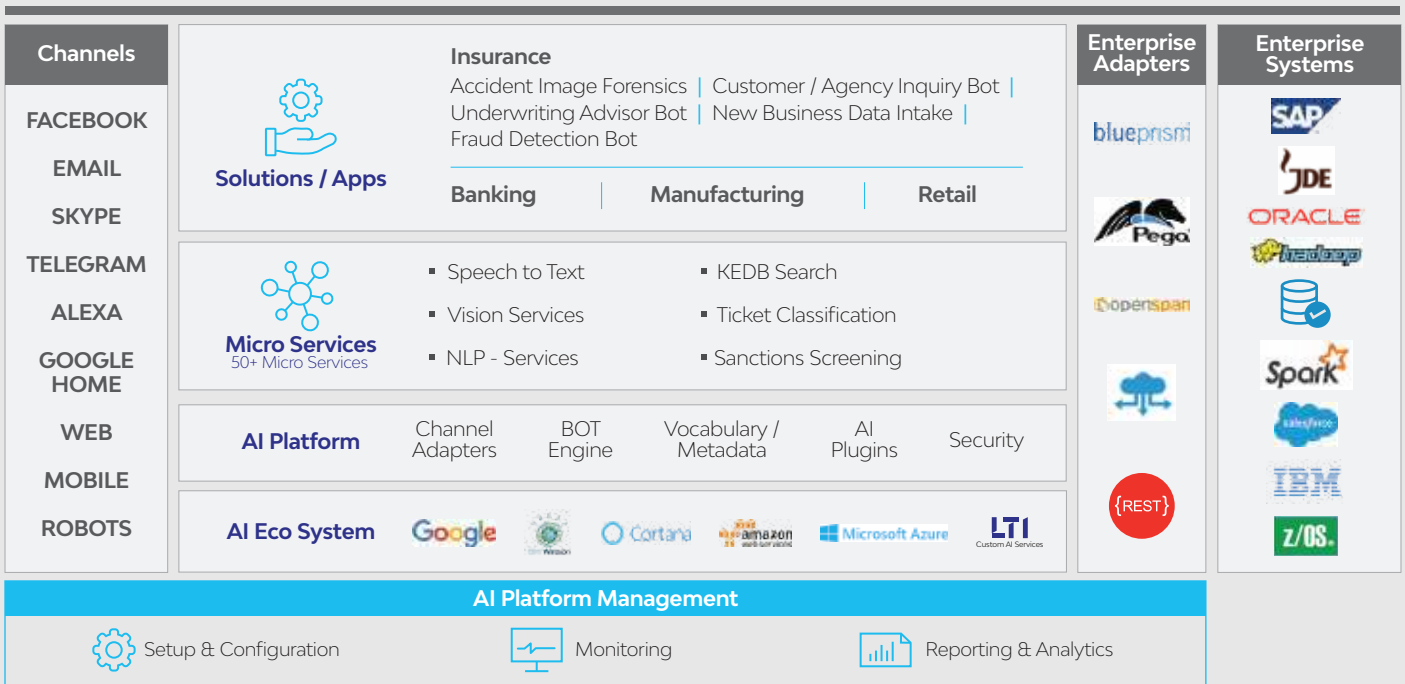 Channels
FACEBOOK
EMAIL
SKYPE
TELEGRAM
ALEXA
GOOGLE
HOME
WEB
MOBILE
ROBOTS
Solutions / Apps
Insurance
Accident Image Forensics | Customer / Agency Inquiry Bot |
Underwriting Advisor Bot | New Business Data Intake |
Fraud Detection Bot
Banking | Manufacturing | Retail
Micro Services
50+ Micro Services
▪ Speech to Text
▪ Vision Services
▪ NLP - Services
▪ KEDB Search
▪ Ticket Classification
▪ Sanctions Screening
AI Platform
Channel
Adapters
BOT
Engine
Vocabulary /
Metadata
AI
Plugins
Security
AI Eco System
Google
Watson
Cortana
amazon
web services
Microsoft Azure
LTI
Custom AI Services
Enterprise
Adapters
blueprism
Pega
openspan
{REST}
Enterprise
Systems
SAP
JDE
ORACLE
hadoop
Spark
salesforce
IBM
z/OS.
AI Platform Management
Setup & Configuration
Monitoring
Reporting & Analytics